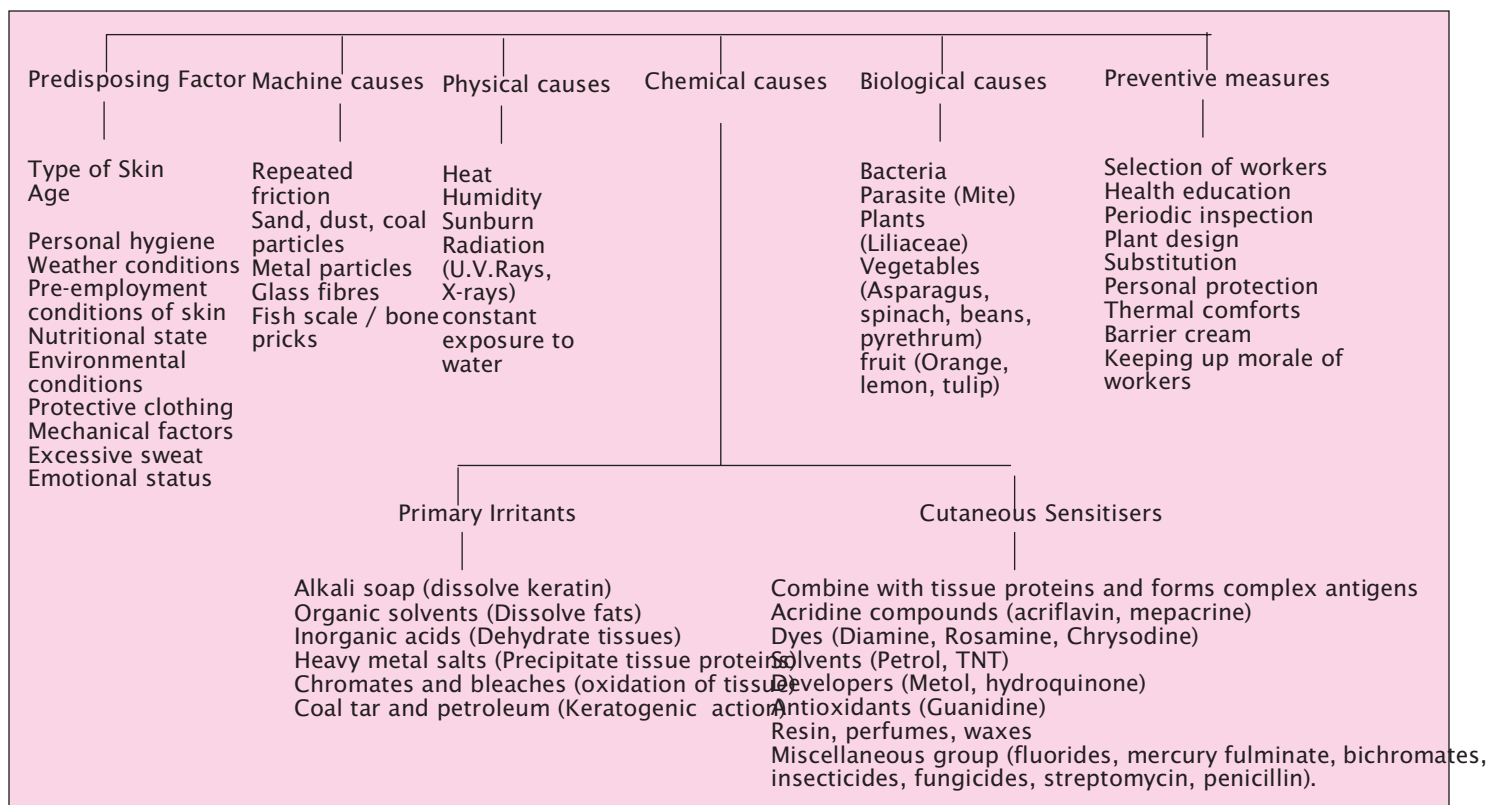 Predisposing Factor
Type of Skin
Age
Personal hygiene
Weather conditions
Pre-employment
conditions of skin
Nutritional state
Environmental
conditions
Protective clothing
Mechanical factors
Excessive sweat
Emotional status
Machine causes
Repeated
friction
Sand, dust, coal
particles
Metal particles
Glass fibres
Fish scale / bone
pricks
Physical causes
Heat
Humidity
Sunburn
Radiation
(U.V.Rays,
X-rays)
constant
exposure to
water
Chemical causes
Primary Irritants
Alkali soap (dissolve keratin)
Organic solvents (Dissolve fats)
Inorganic acids (Dehydrate tissues)
Heavy metal salts (Precipitate tissue proteins)
Chromates and bleaches (oxidation of tissue)
Coal tar and petroleum (Keratogenic action)
Cutaneous Sensitisers
Combine with tissue proteins and forms complex antigens
Acridine compounds (acriflavin, mepacrine)
Dyes (Diamine, Rosamine, Chrysodine)
Solvents (Petrol, TNT)
Developers (Metol, hydroquinone)
Antioxidants (Guanidine)
Resin, perfumes, waxes
Miscellaneous group (fluorides, mercury fulminate, bichromates,
insecticides, fungicides, streptomycin, penicillin).
Biological causes
Bacteria
Parasite (Mite)
Plants
(Liliaceae)
Vegetables
(Asparagus,
spinach, beans,
pyrethrum)
fruit (Orange,
lemon, tulip)
Preventive measures
Selection of workers
Health education
Periodic inspection
Plant design
Substitution
Personal protection
Thermal comforts
Barrier cream
Keeping up morale of
workers